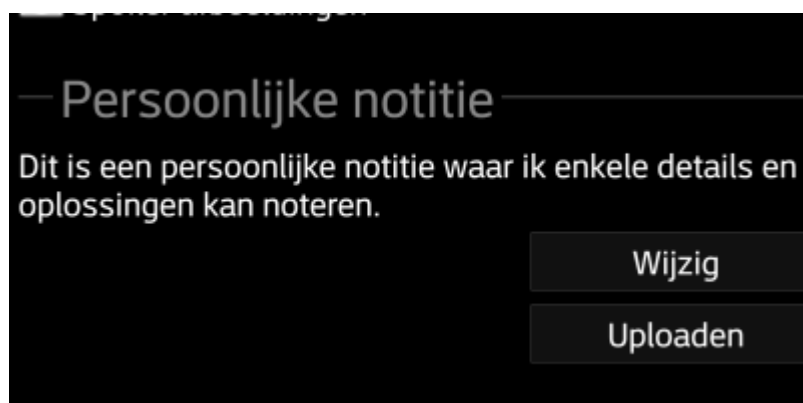 Persoonlijke notitie
Dit is een persoonlijke notitie waar ik enkele details en
oplossingen kan noteren.
Wijzig
Uploaden